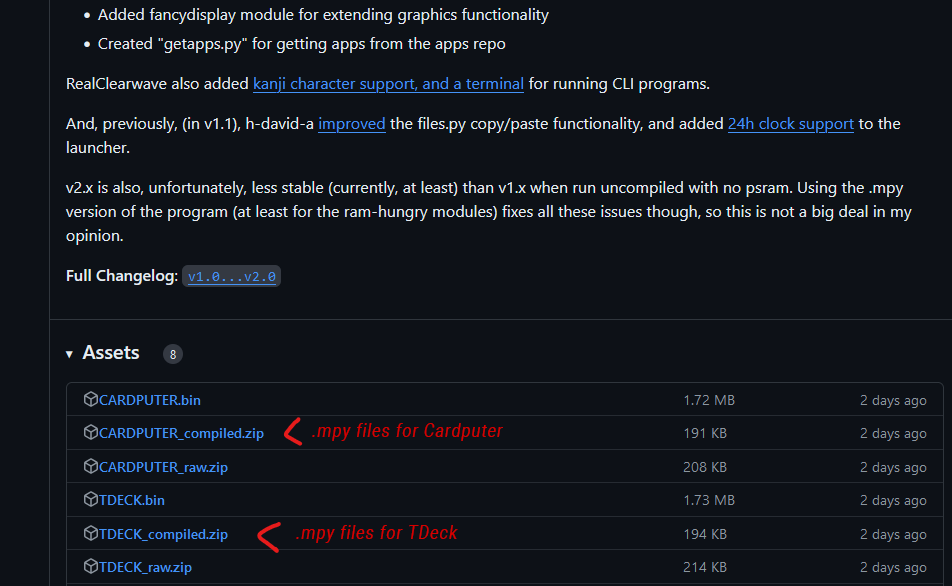 • Added fancydisplay module for extending graphics functionality
• Created "getapps.py" for getting apps from the apps repo
RealClearwave also added kanji character support, and a terminal for running CLI programs.
And, previously, (in v1.1), h-david-a improved the files.py copy/paste functionality, and added 24h clock support to the
launcher.
v2.x is also, unfortunately, less stable (currently, at least) than v1.x when run uncompiled with no psram. Using the .mpy
version of the program (at least for the ram-hungry modules) fixes all these issues though, so this is not a big deal in my
opinion.
Full Changelog: v1.0...v2.0
▾ Assets 8
CARDPUTER.bin 1.72 MB 2 days ago
CARDPUTER_compiled.zip .mpy files for Cardputer 191 KB 2 days ago
CARDPUTER_raw.zip 208 KB 2 days ago
TDECK.bin 1.73 MB 2 days ago
TDECK_compiled.zip .mpy files for TDeck 194 KB 2 days ago
TDECK_raw.zip 214 KB 2 days ago